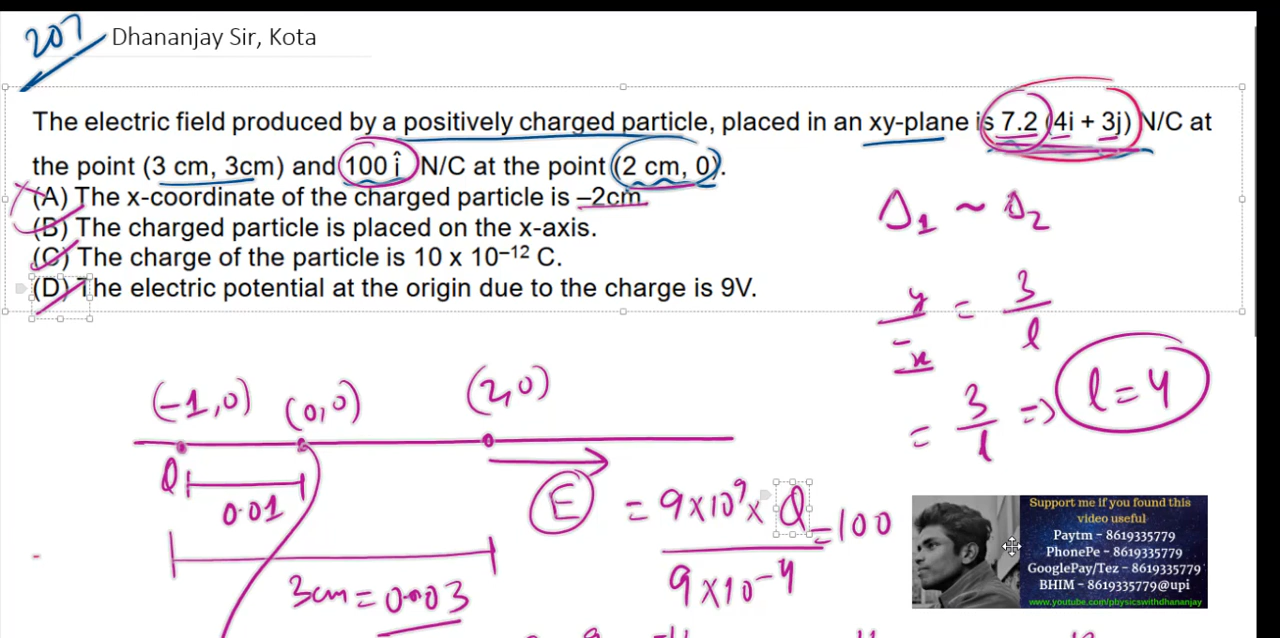 207
Dhananjay Sir, Kota
The electric field produced by a positively charged particle, placed in an xy-plane is 7.2 (4i + 3j) N/C at
the point (3 cm, 3cm) and 100 î N/C at the point (2 cm, 0).
(A) The x-coordinate of the charged particle is –2cm.
(B) The charged particle is placed on the x-axis.
(C) The charge of the particle is 10 x 10⁻¹² C.
(D) The electric potential at the origin due to the charge is 9V.
Δ₁ ~ Δ₂
y/x = 3/l
= 3/l ⇒ l = 4
(-1,0) (0,0) (2,0)
Q
0.01
E = 9×10⁹× Q / 9×10⁻⁴ = 100
3cm = 0.03
Support me if you found this
video useful
Paytm - 8619335779
PhonePe - 8619335779
GooglePay/Tez - 8619335779
BHIM - 8619335779@upi
www.youtube.com/physicswithdhananjay